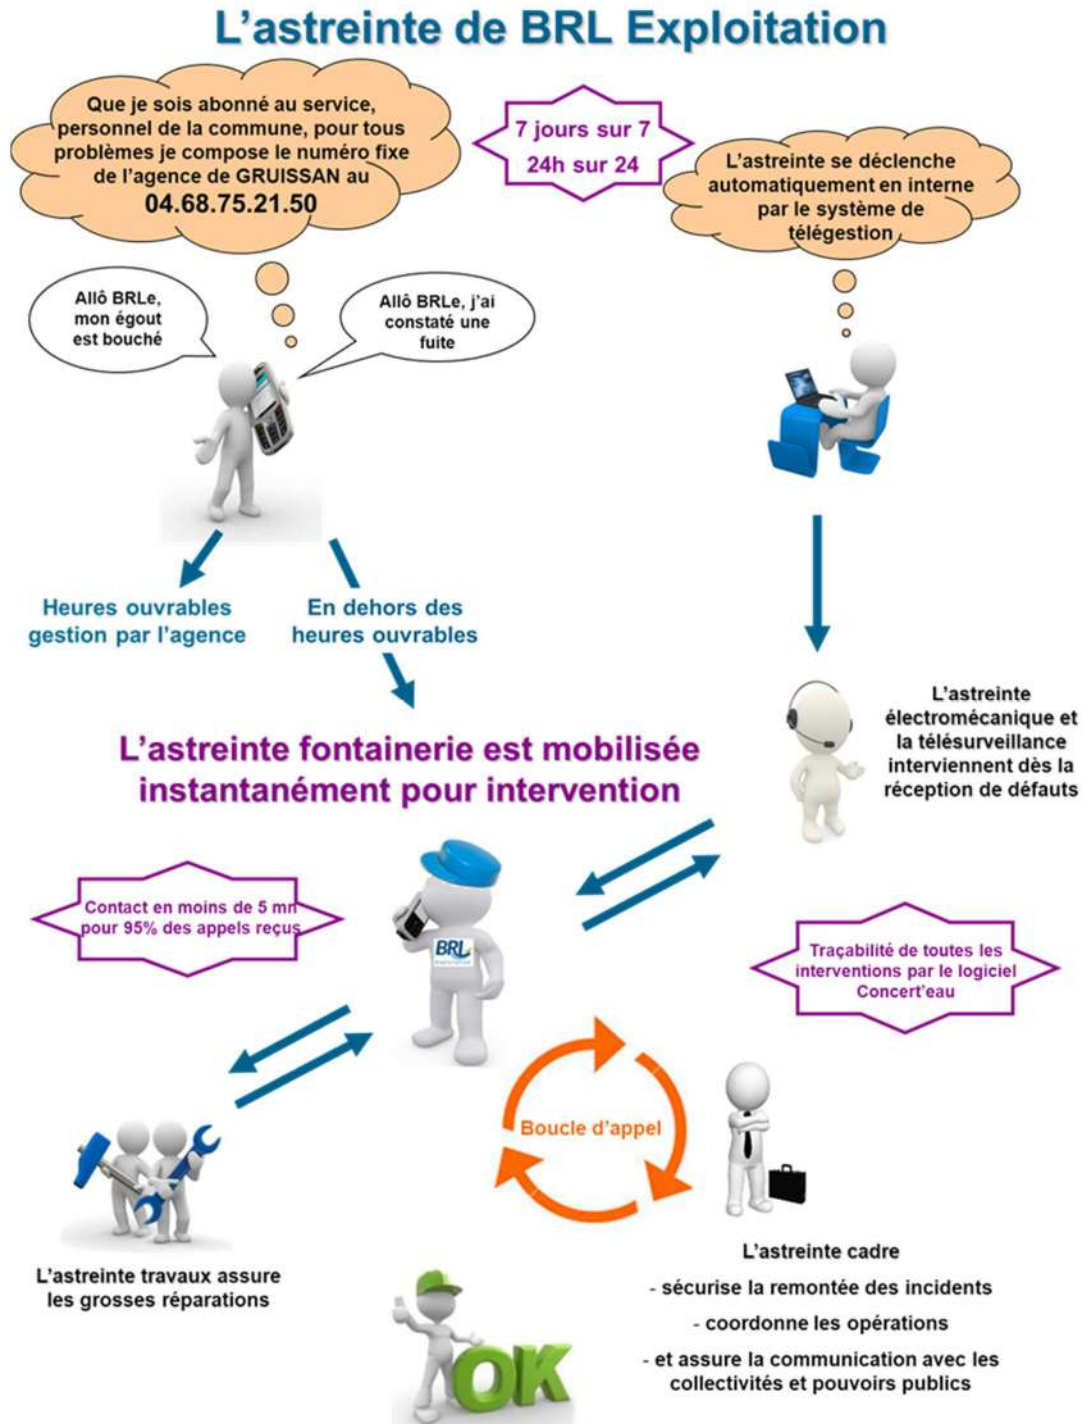 L'astreinte de BRL Exploitation
Que je sois abonné au service,
personnel de la commune, pour tous
problèmes je compose le numéro fixe
de l'agence de GRUISSAN au
04.68.75.21.50
7 jours sur 7
24h sur 24
L'astreinte se déclenche
automatiquement en interne
par le système de
télégestion
Allô BRLe,
mon égout
est bouché
Allô BRLe, j'ai
constaté une
fuite
Heures ouvrables
gestion par l'agence
En dehors des
heures ouvrables
L'astreinte
électromécanique et
la télésurveillance
interviennent dès la
réception de défauts
L'astreinte fontainerie est mobilisée
instantanément pour intervention
Contact en moins de 5 mn
pour 95% des appels reçus
BRL
Traçabilité de toutes les
interventions par le logiciel
Concert'eau
Boucle d'appel
L'astreinte travaux assure
les grosses réparations
L'astreinte cadre
- sécurise la remontée des incidents
- coordonne les opérations
- et assure la communication avec les
collectivités et pouvoirs publics
OK